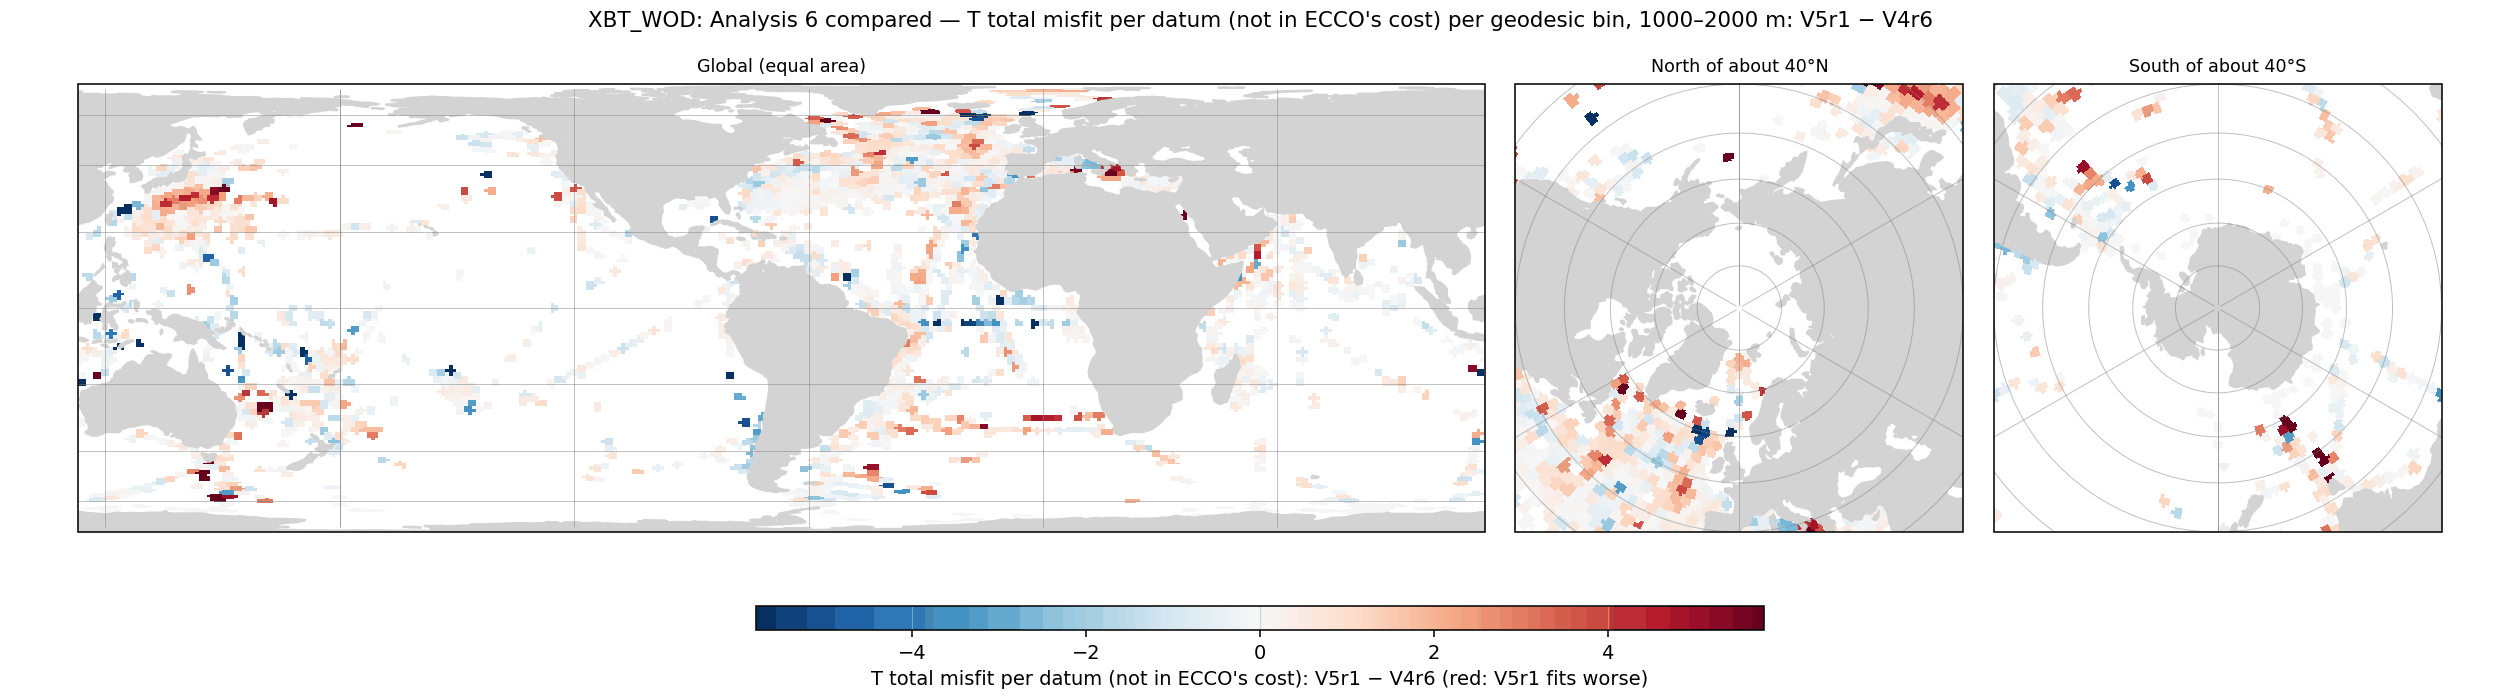 XBT_WOD: Analysis 6 compared — T total misfit per datum (not in ECCO's cost) per geodesic bin, 1000–2000 m: V5r1 − V4r6
Global (equal area)
North of about 40°N
South of about 40°S
−4 −2 0 2 4
T total misfit per datum (not in ECCO's cost): V5r1 − V4r6 (red: V5r1 fits worse)